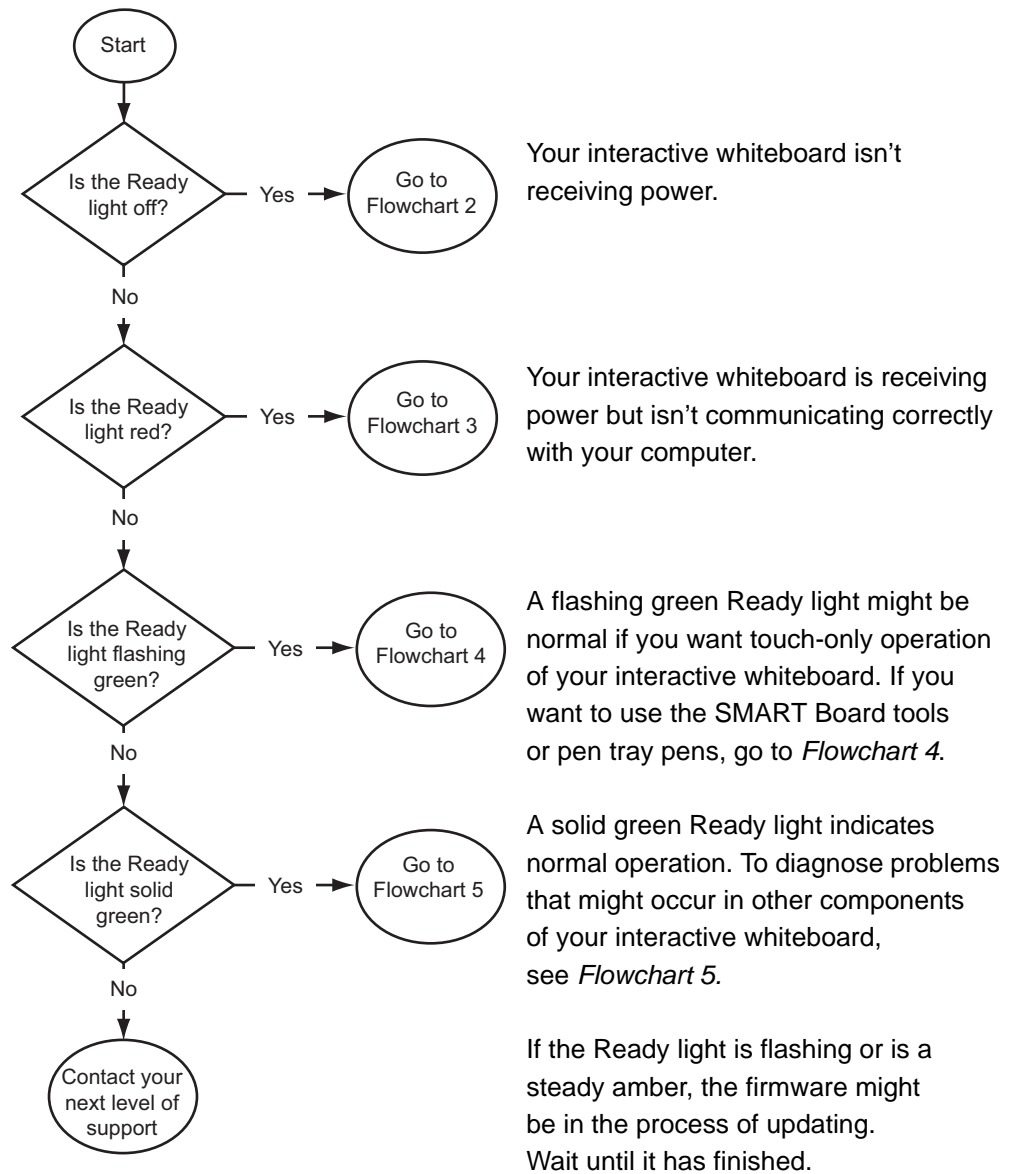 Start
Is the Ready
light off?
Yes
Go to
Flowchart 2
Your interactive whiteboard isn’t
receiving power.
No
Is the Ready
light red?
Yes
Go to
Flowchart 3
Your interactive whiteboard is receiving
power but isn’t communicating correctly
with your computer.
No
Is the Ready
light flashing
green?
Yes
Go to
Flowchart 4
A flashing green Ready light might be
normal if you want touch-only operation
of your interactive whiteboard. If you
want to use the SMART Board tools
or pen tray pens, go to Flowchart 4.
No
Is the Ready
light solid
green?
Yes
Go to
Flowchart 5
A solid green Ready light indicates
normal operation. To diagnose problems
that might occur in other components
of your interactive whiteboard,
see Flowchart 5.
No
Contact your
next level of
support
If the Ready light is flashing or is a
steady amber, the firmware might
be in the process of updating.
Wait until it has finished.